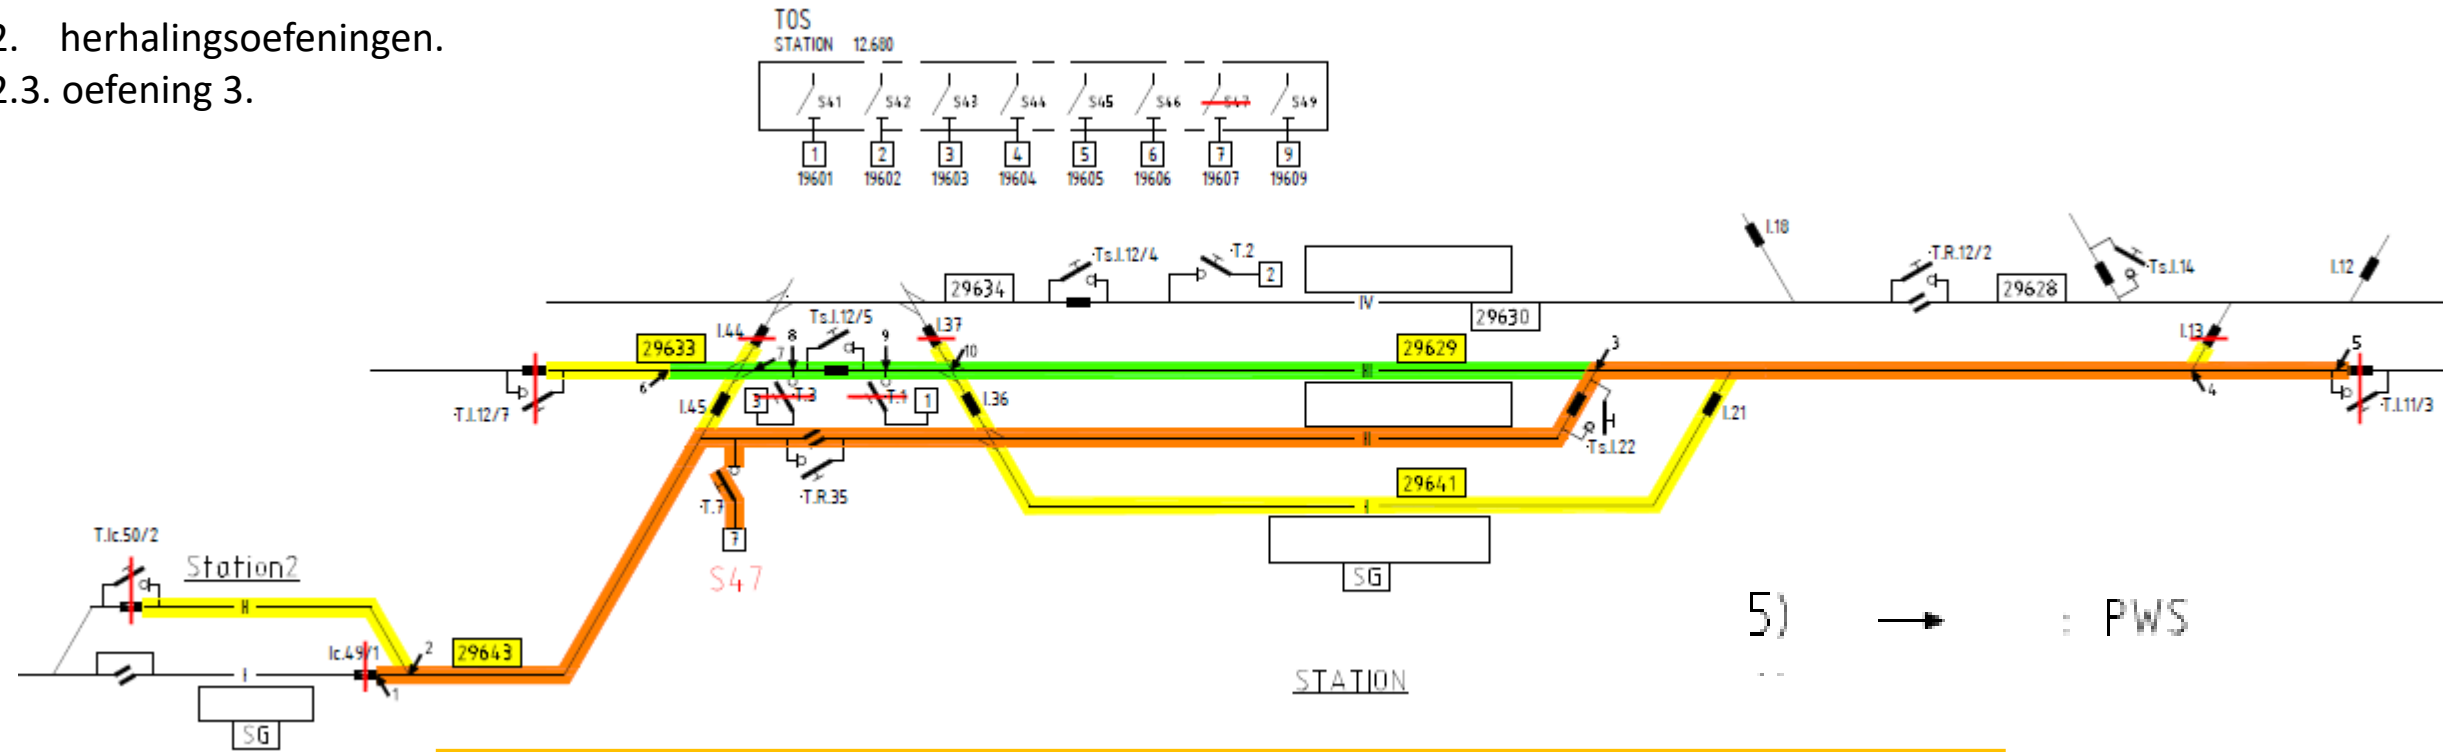 2. herhalingsoefeningen.
2.3. oefening 3.
TOS
STATION 12.680
S41 S42 S43 S44 S45 S46 S47 S49
1 2 3 4 5 6 7 9
19601 19602 19603 19604 19605 19606 19607 19609
I.18
Ts.I.12/4 T.2 2
T.R.12/2
Ts.I.14
I.12
29634
29628
IV
29630
I.44 8 Ts.I.12/5 9 I.37
I.13
29633 7 10 29629 3 5
6
III
4
T.I.12/7
I.45 3 T.3 T.1 1 I.36
I.21
T.I.11/3
II
Ts.I.22
T.R.35
T.7
29641
I
7
T.Ic.50/2
Station2
S47
SG
II
5) : PWS
Ic.49/1 2 29643
I
1
STATION
SG